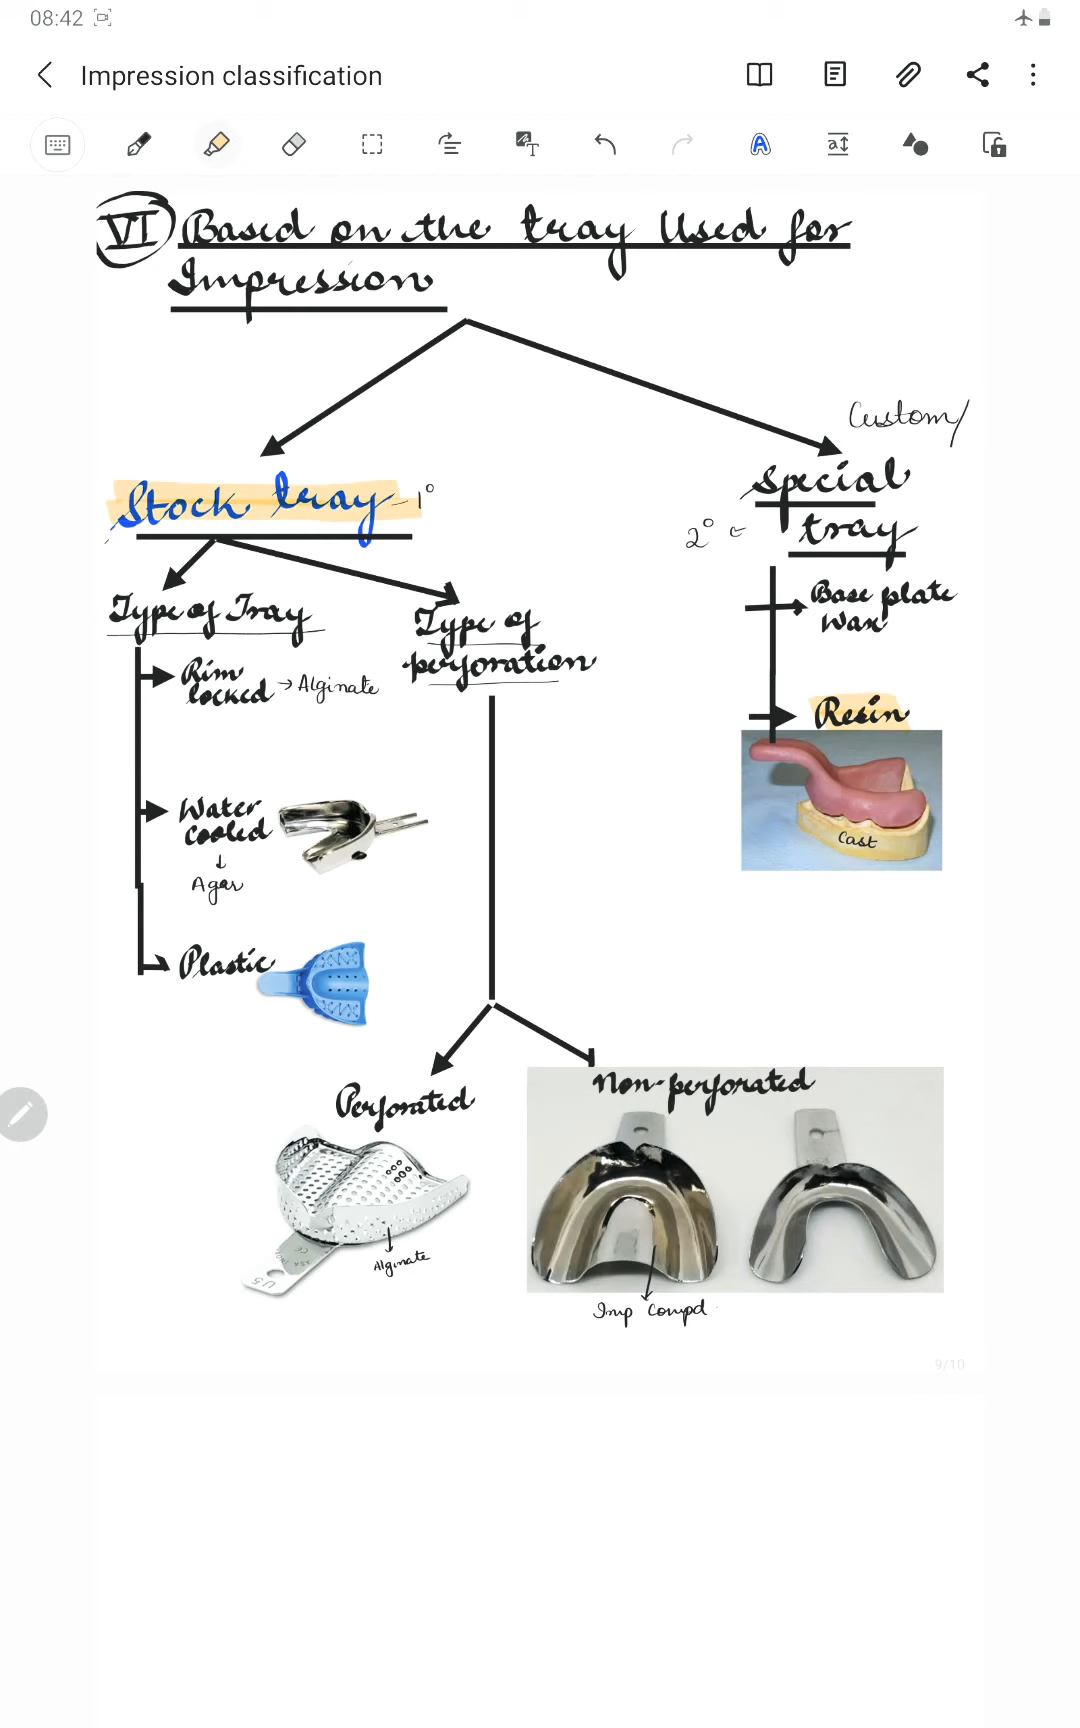 08:42
Impression classification
VI Based on the tray Used for
Impression
Custom/
Special
tray
2°
Stock tray - 1°
Type of Tray
Type of
perforation
Base plate
Wax
Rim
locked → Alginate
Resin
Cast
Water
Cooled
↓
Agar
Plastic
Perforated
Non-perforated
U5
Alginate
Imp Compd
9/10